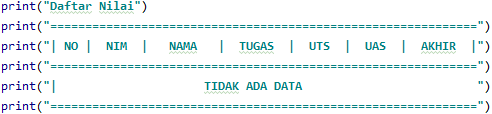 print("Daftar Nilai")
print("=============================================================")
print("| NO |  NIM  |   NAMA   |  TUGAS  |  UTS  |  UAS  |  AKHIR  |")
print("=============================================================")
print("|                     TIDAK ADA DATA                         ")
print("=============================================================")